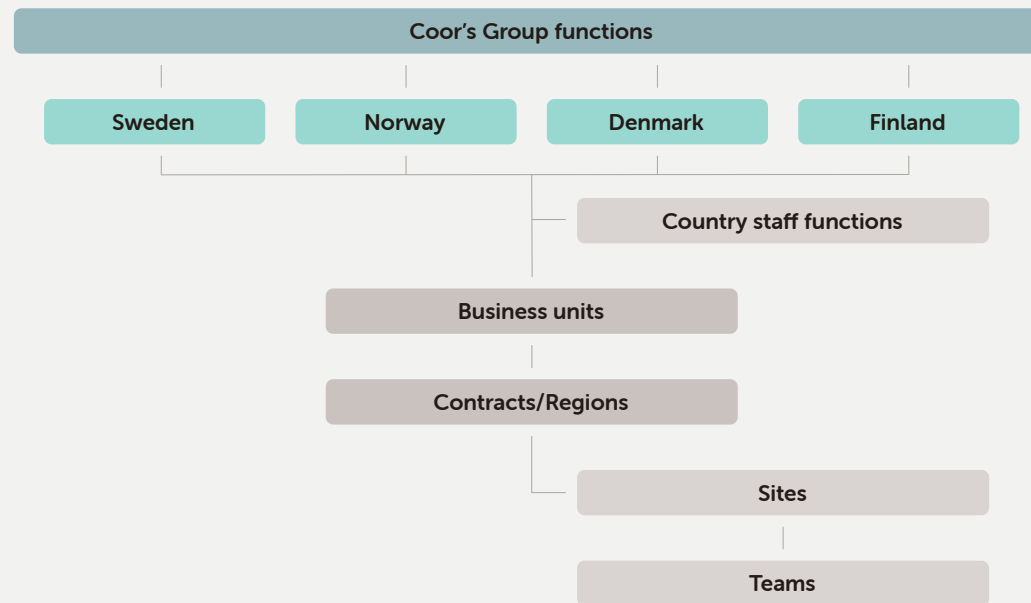 Coor’s Group functions
Sweden
Norway
Denmark
Finland
Country staff functions
Business units
Contracts/Regions
Sites
Teams